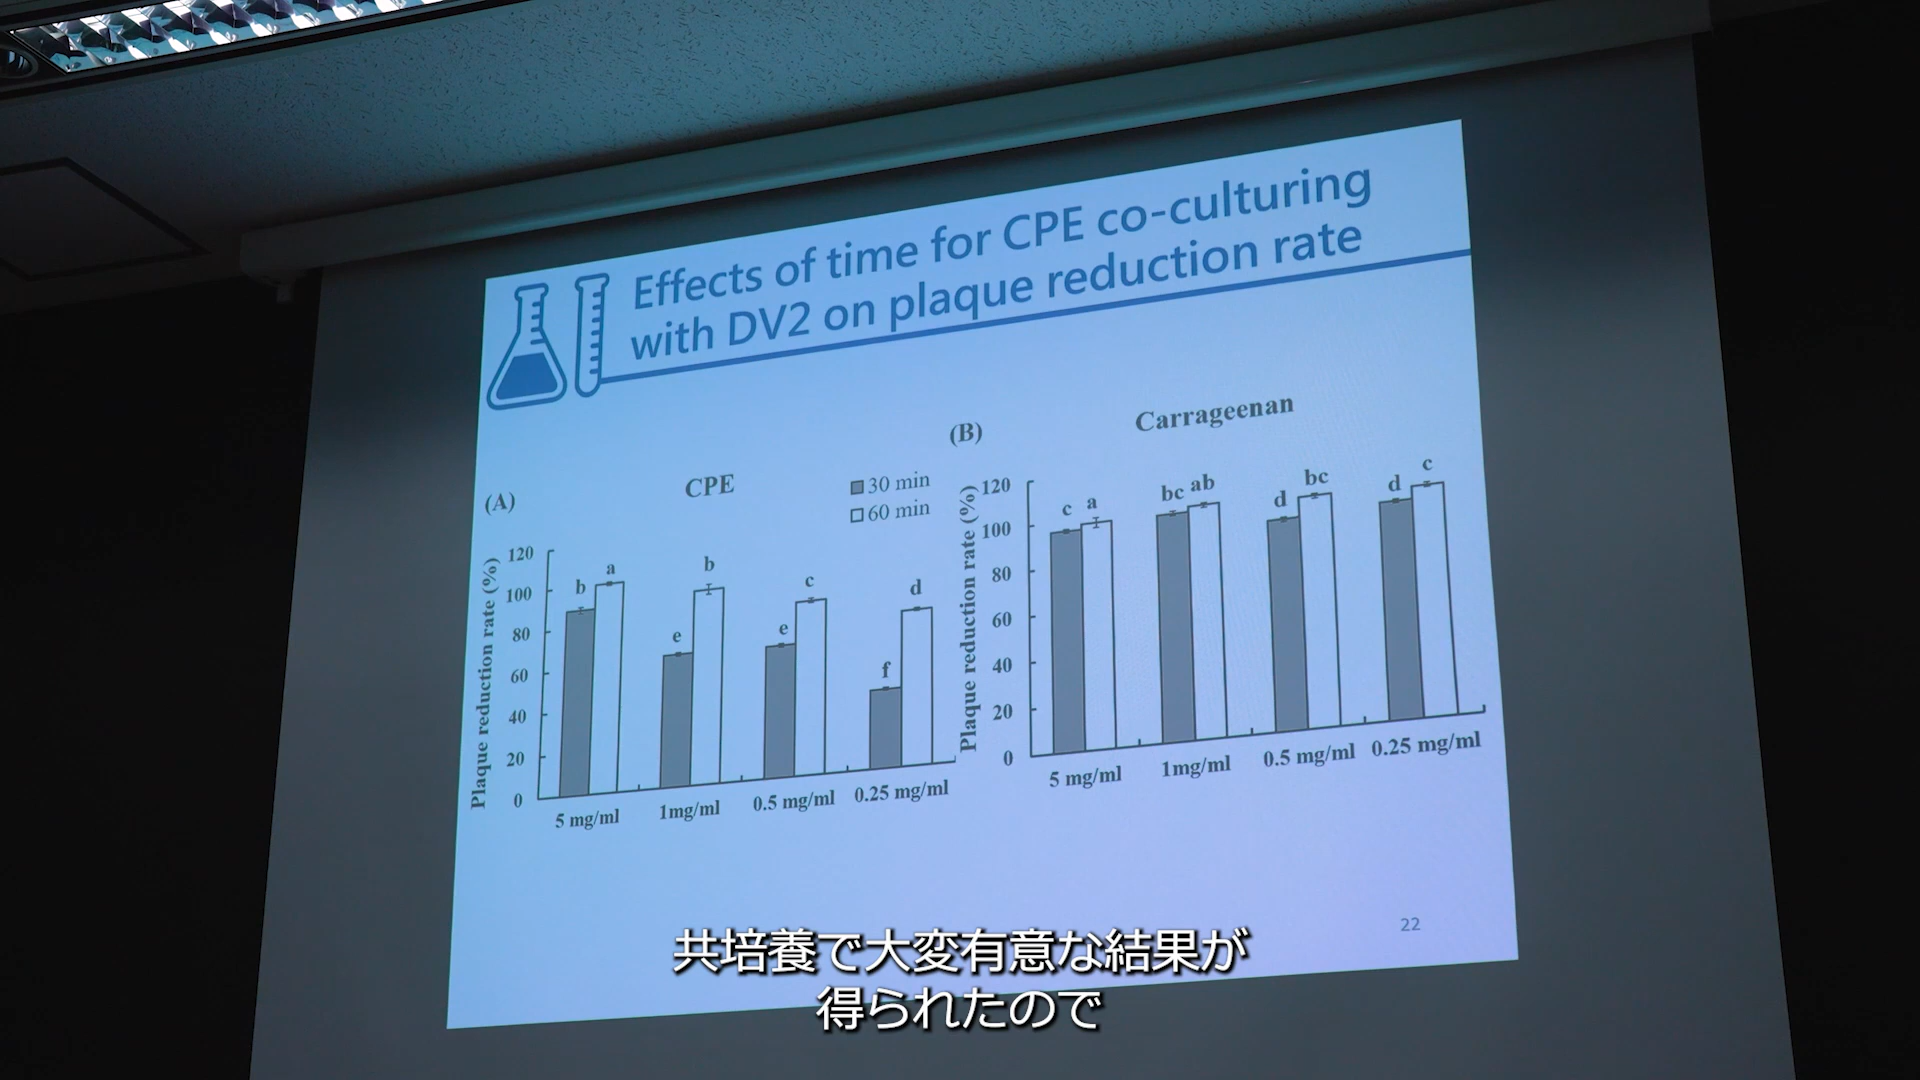 Effects of time for CPE co-culturing
with DV2 on plaque reduction rate
(A)
CPE
30 min
60 min
Plaque reduction rate (%)
120
100
80
60
40
20
0
b a
e b
e c
f d
5 mg/ml 1mg/ml 0.5 mg/ml 0.25 mg/ml
(B)
Carrageenan
Plaque reduction rate (%)
120
100
80
60
40
20
0
c a
bc ab
d bc
d c
5 mg/ml 1mg/ml 0.5 mg/ml 0.25 mg/ml
22
共培養で大変有意な結果が
得られたので